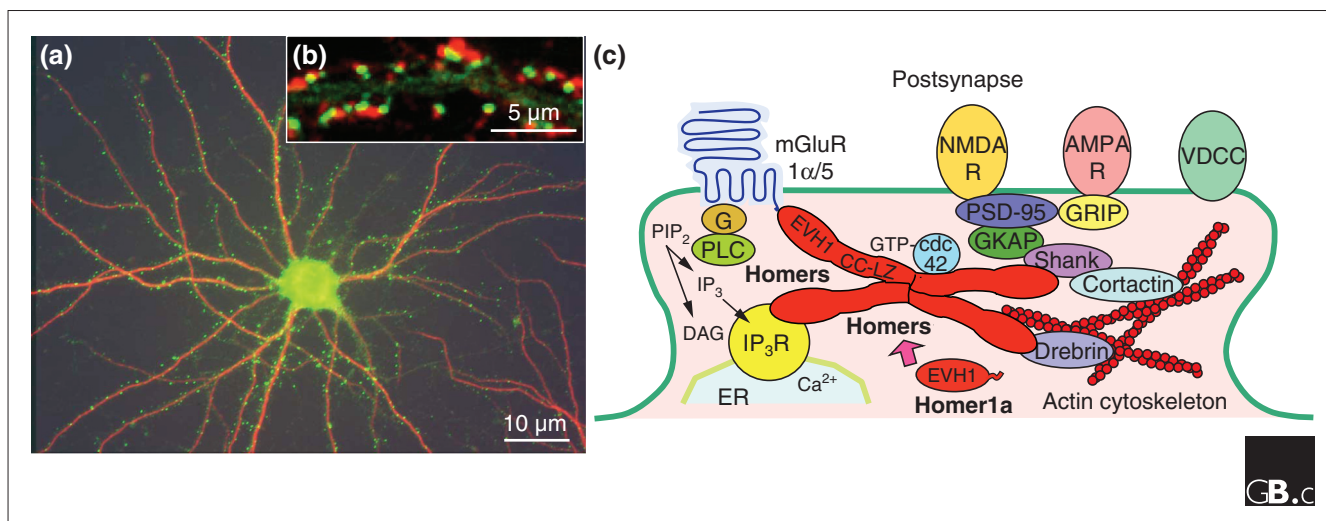 (a)
(b)
5 µm
10 µm
(c)
Postsynapse
mGluR
1α/5
NMDA
R
AMPA
R
VDCC
PSD-95
GRIP
G
PLC
PIP2
IP3
DAG
EVH1
CC-LZ
Homers
GTP-
cdc
42
GKAP
Shank
Cortactin
Homers
IP3R
Drebrin
ER
Ca2+
EVH1
Homer1a
Actin cytoskeleton
GB.c